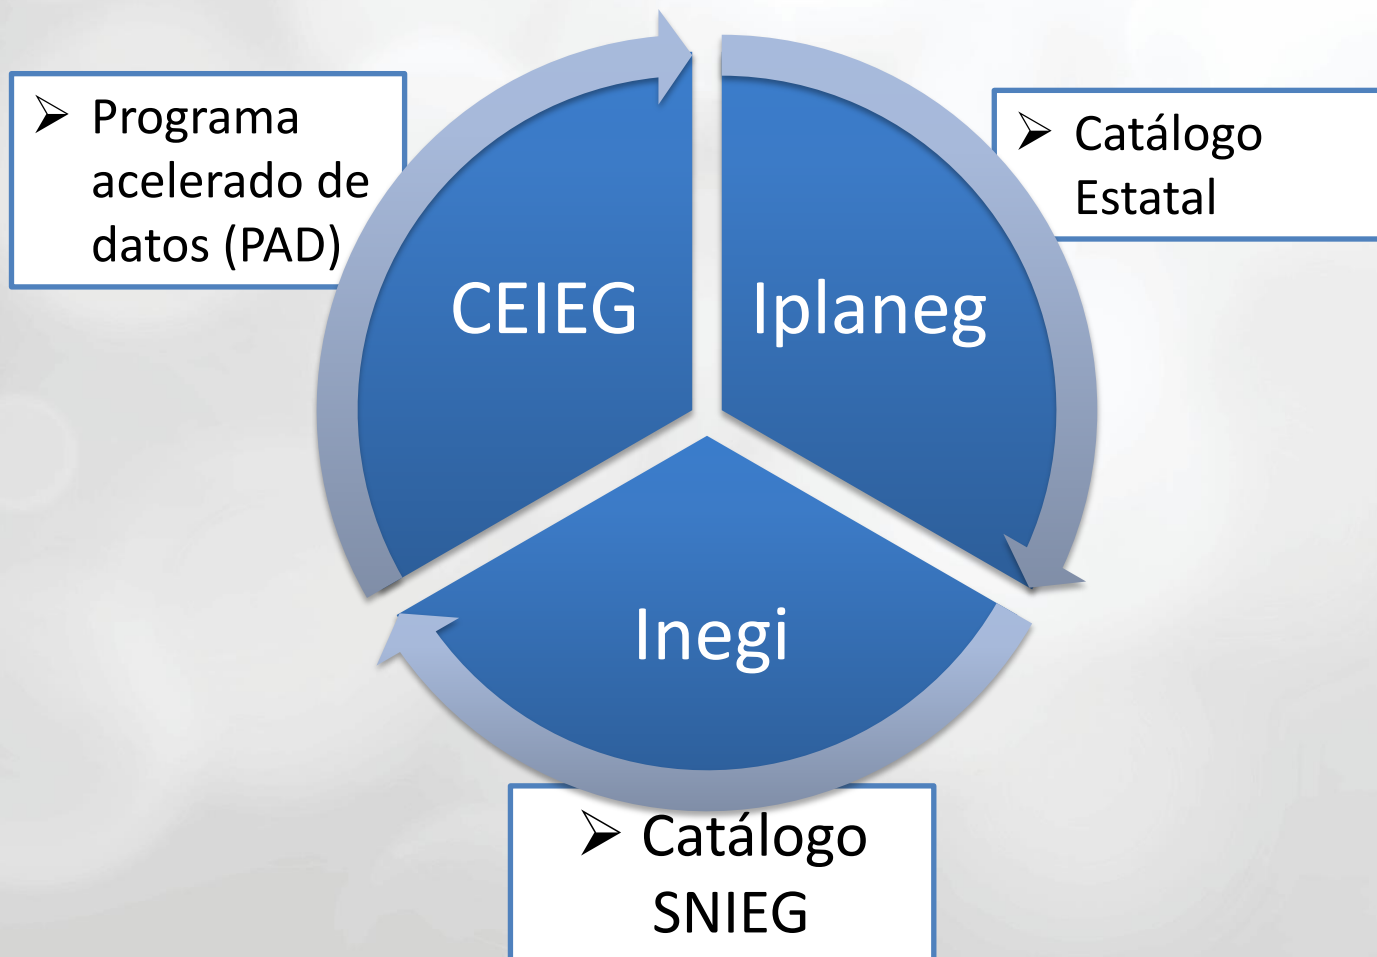 ➢ Programa
acelerado de
datos (PAD)
➢ Catálogo
Estatal
CEIEG
Iplaneg
Inegi
➢ Catálogo
SNIEG